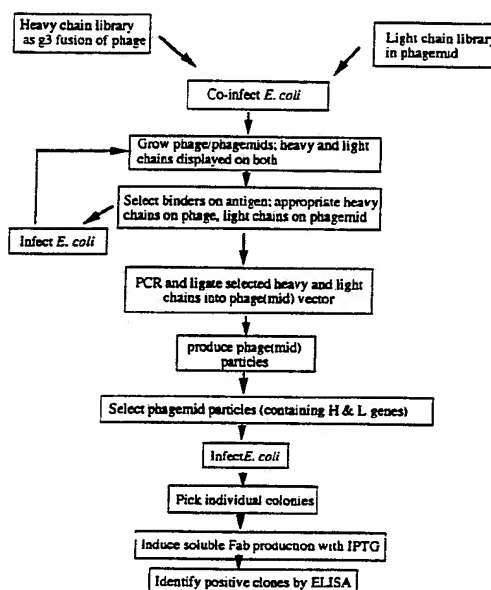 Heavy chain library
as g3 fusion of phage
Light chain library
in phagemid
Co-infect E. coli
Grow phage/phagemids; heavy and light
chains displayed on both
Select binders on antigen; appropriate heavy
chains on phage, light chains on phagemid
Infect E. coli
PCR and ligate selected heavy and light
chains into phage(mid) vector
produce phage(mid)
particles
Select phagemid particles (containing H & L genes)
Infect E. coli
Pick individual colonies
Induce soluble Fab production with IPTG
Identify positive clones by ELISA